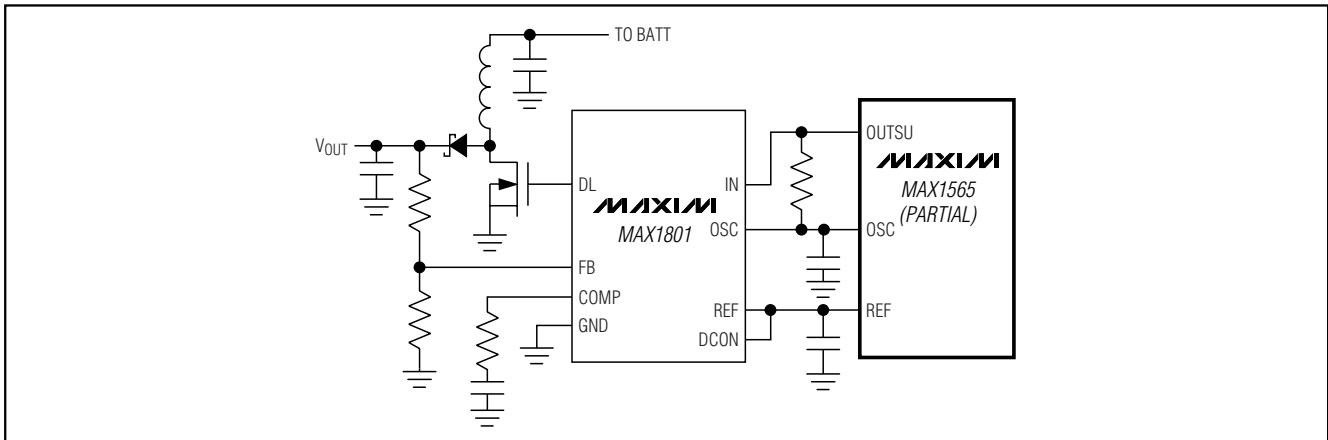 TO BATT
VOUT
DL
MAXIM
MAX1801
IN
OSC
FB
COMP
GND
REF
DCON
OUTSU
MAXIM
MAX1565
(PARTIAL)
OSC
REF